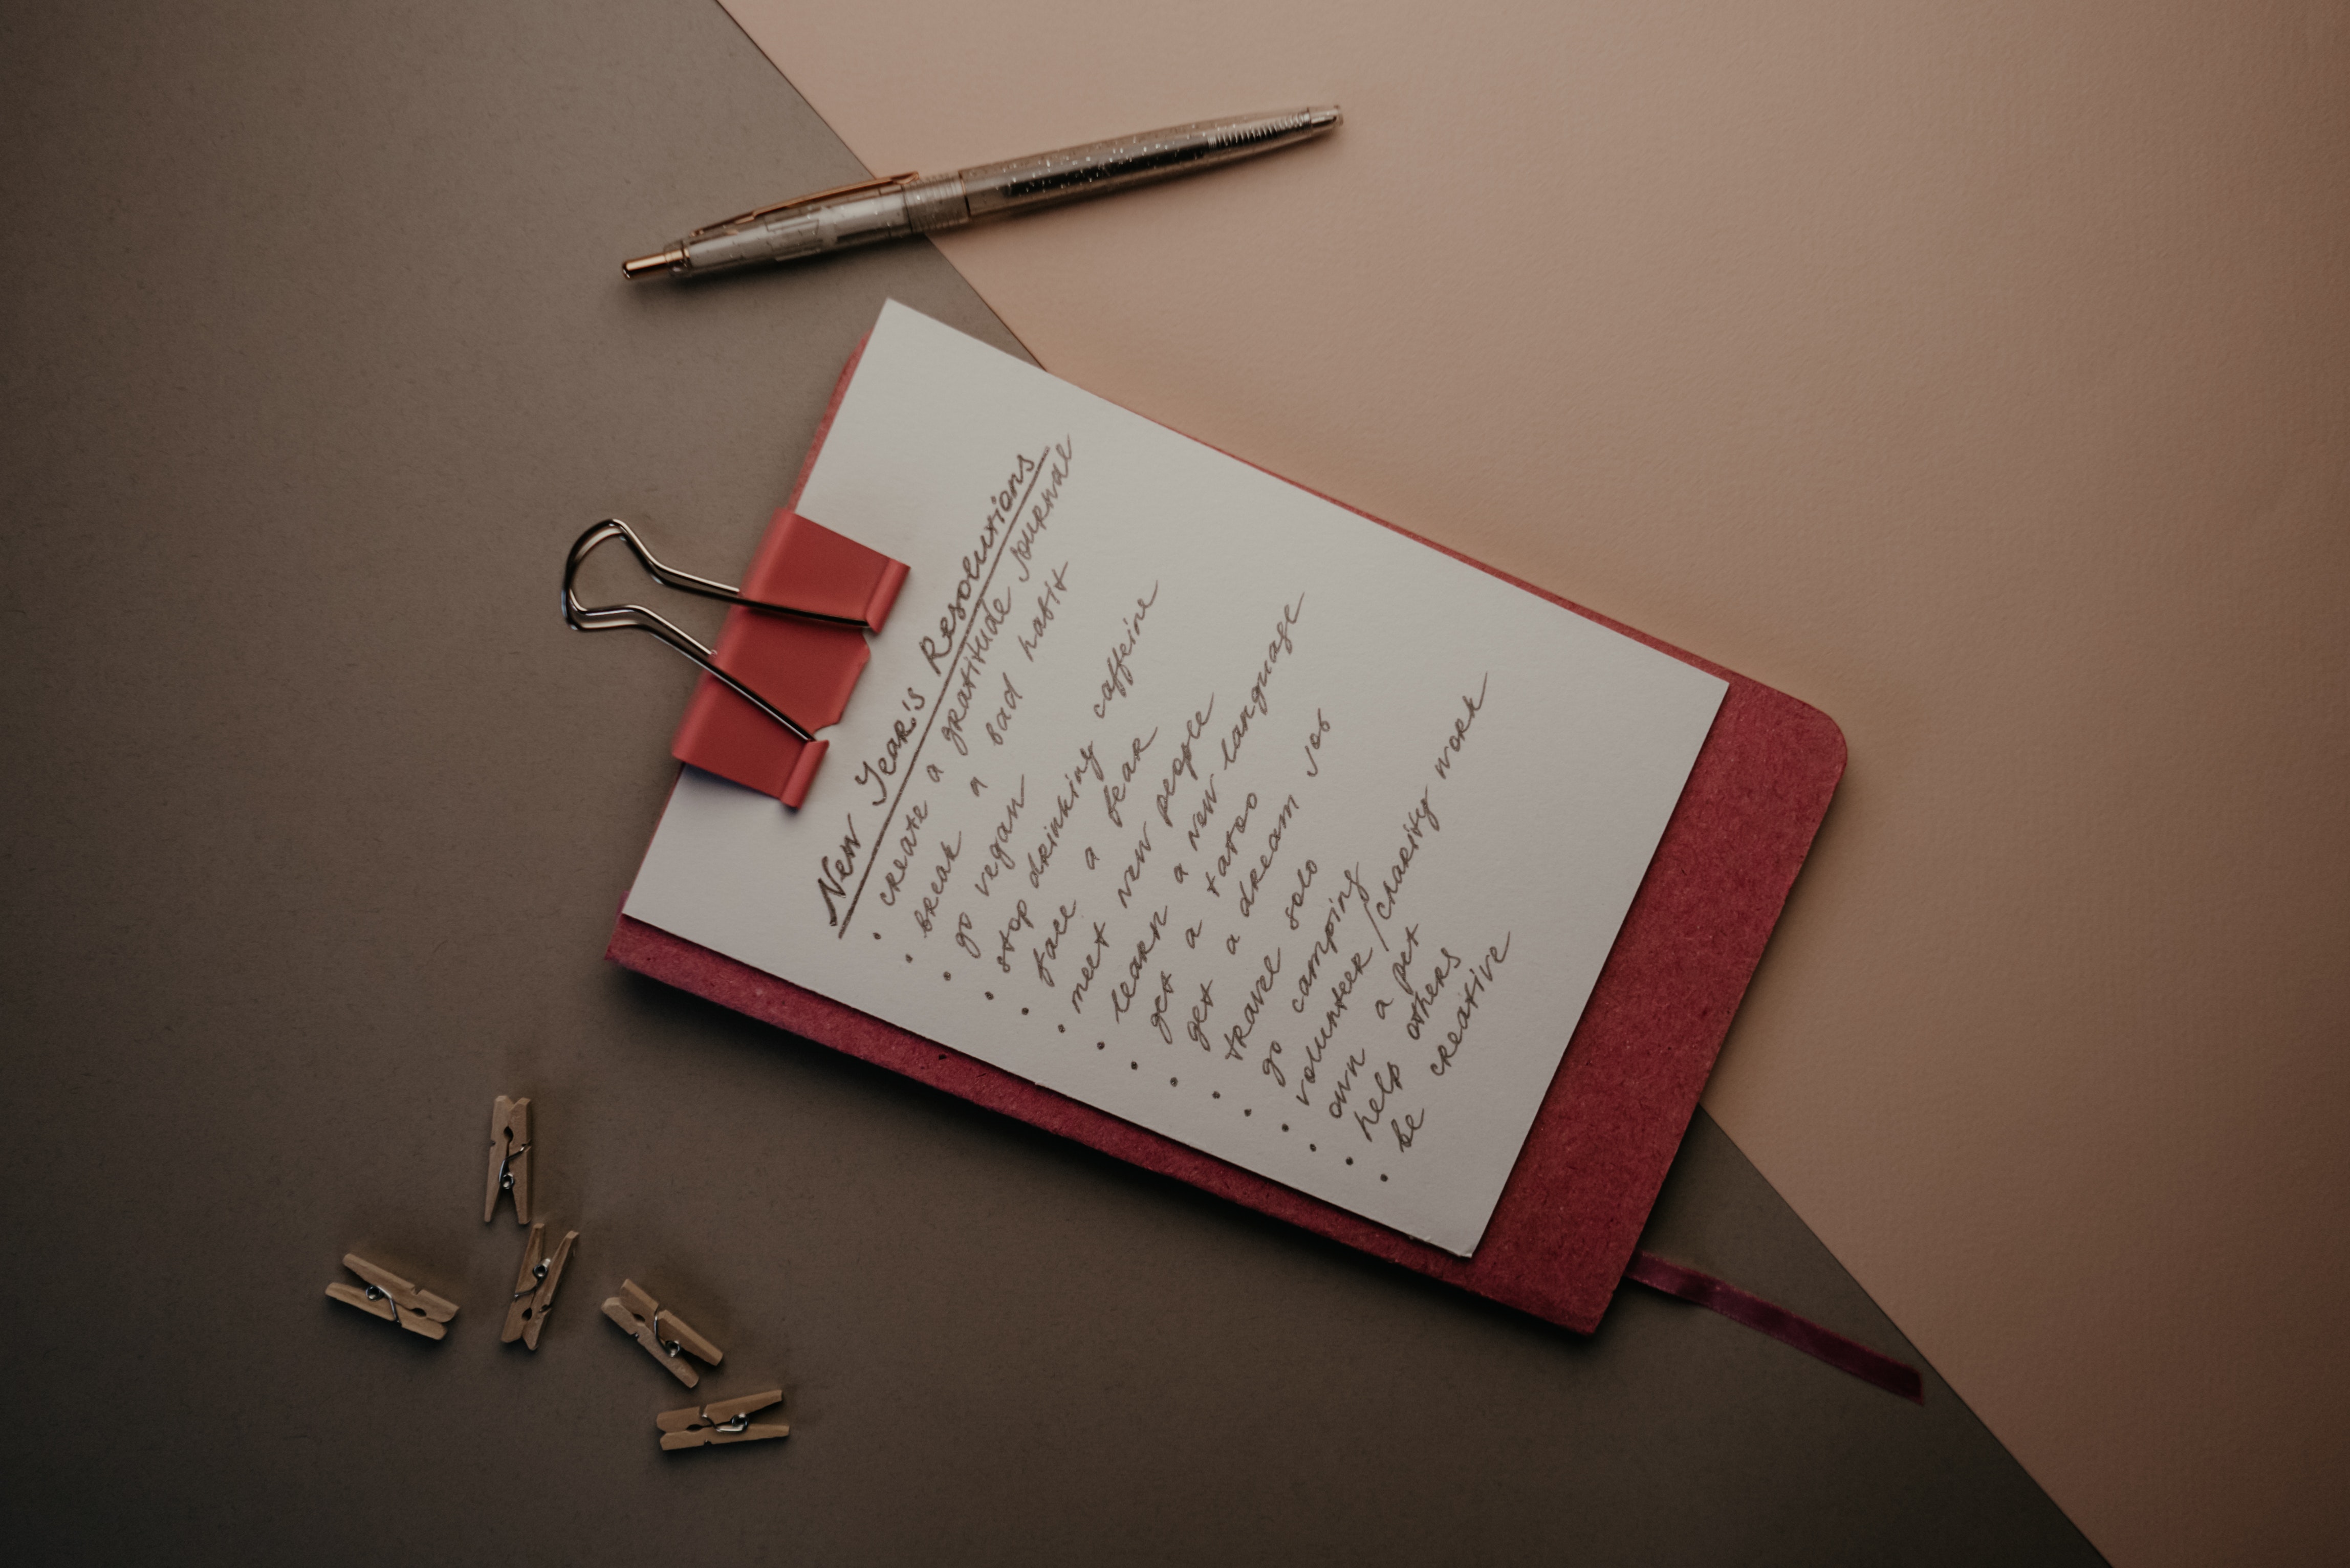 New Year's Resolutions
• create a gratitude journal
• break a bad habit
• go vegan
• stop drinking caffeine
• face a fear
• meet new people
• learn a new language
• get a tatoo
• get a dream job
• travel solo
• go camping
• volunteer/charity work
• own a pet
• help others
• be creative